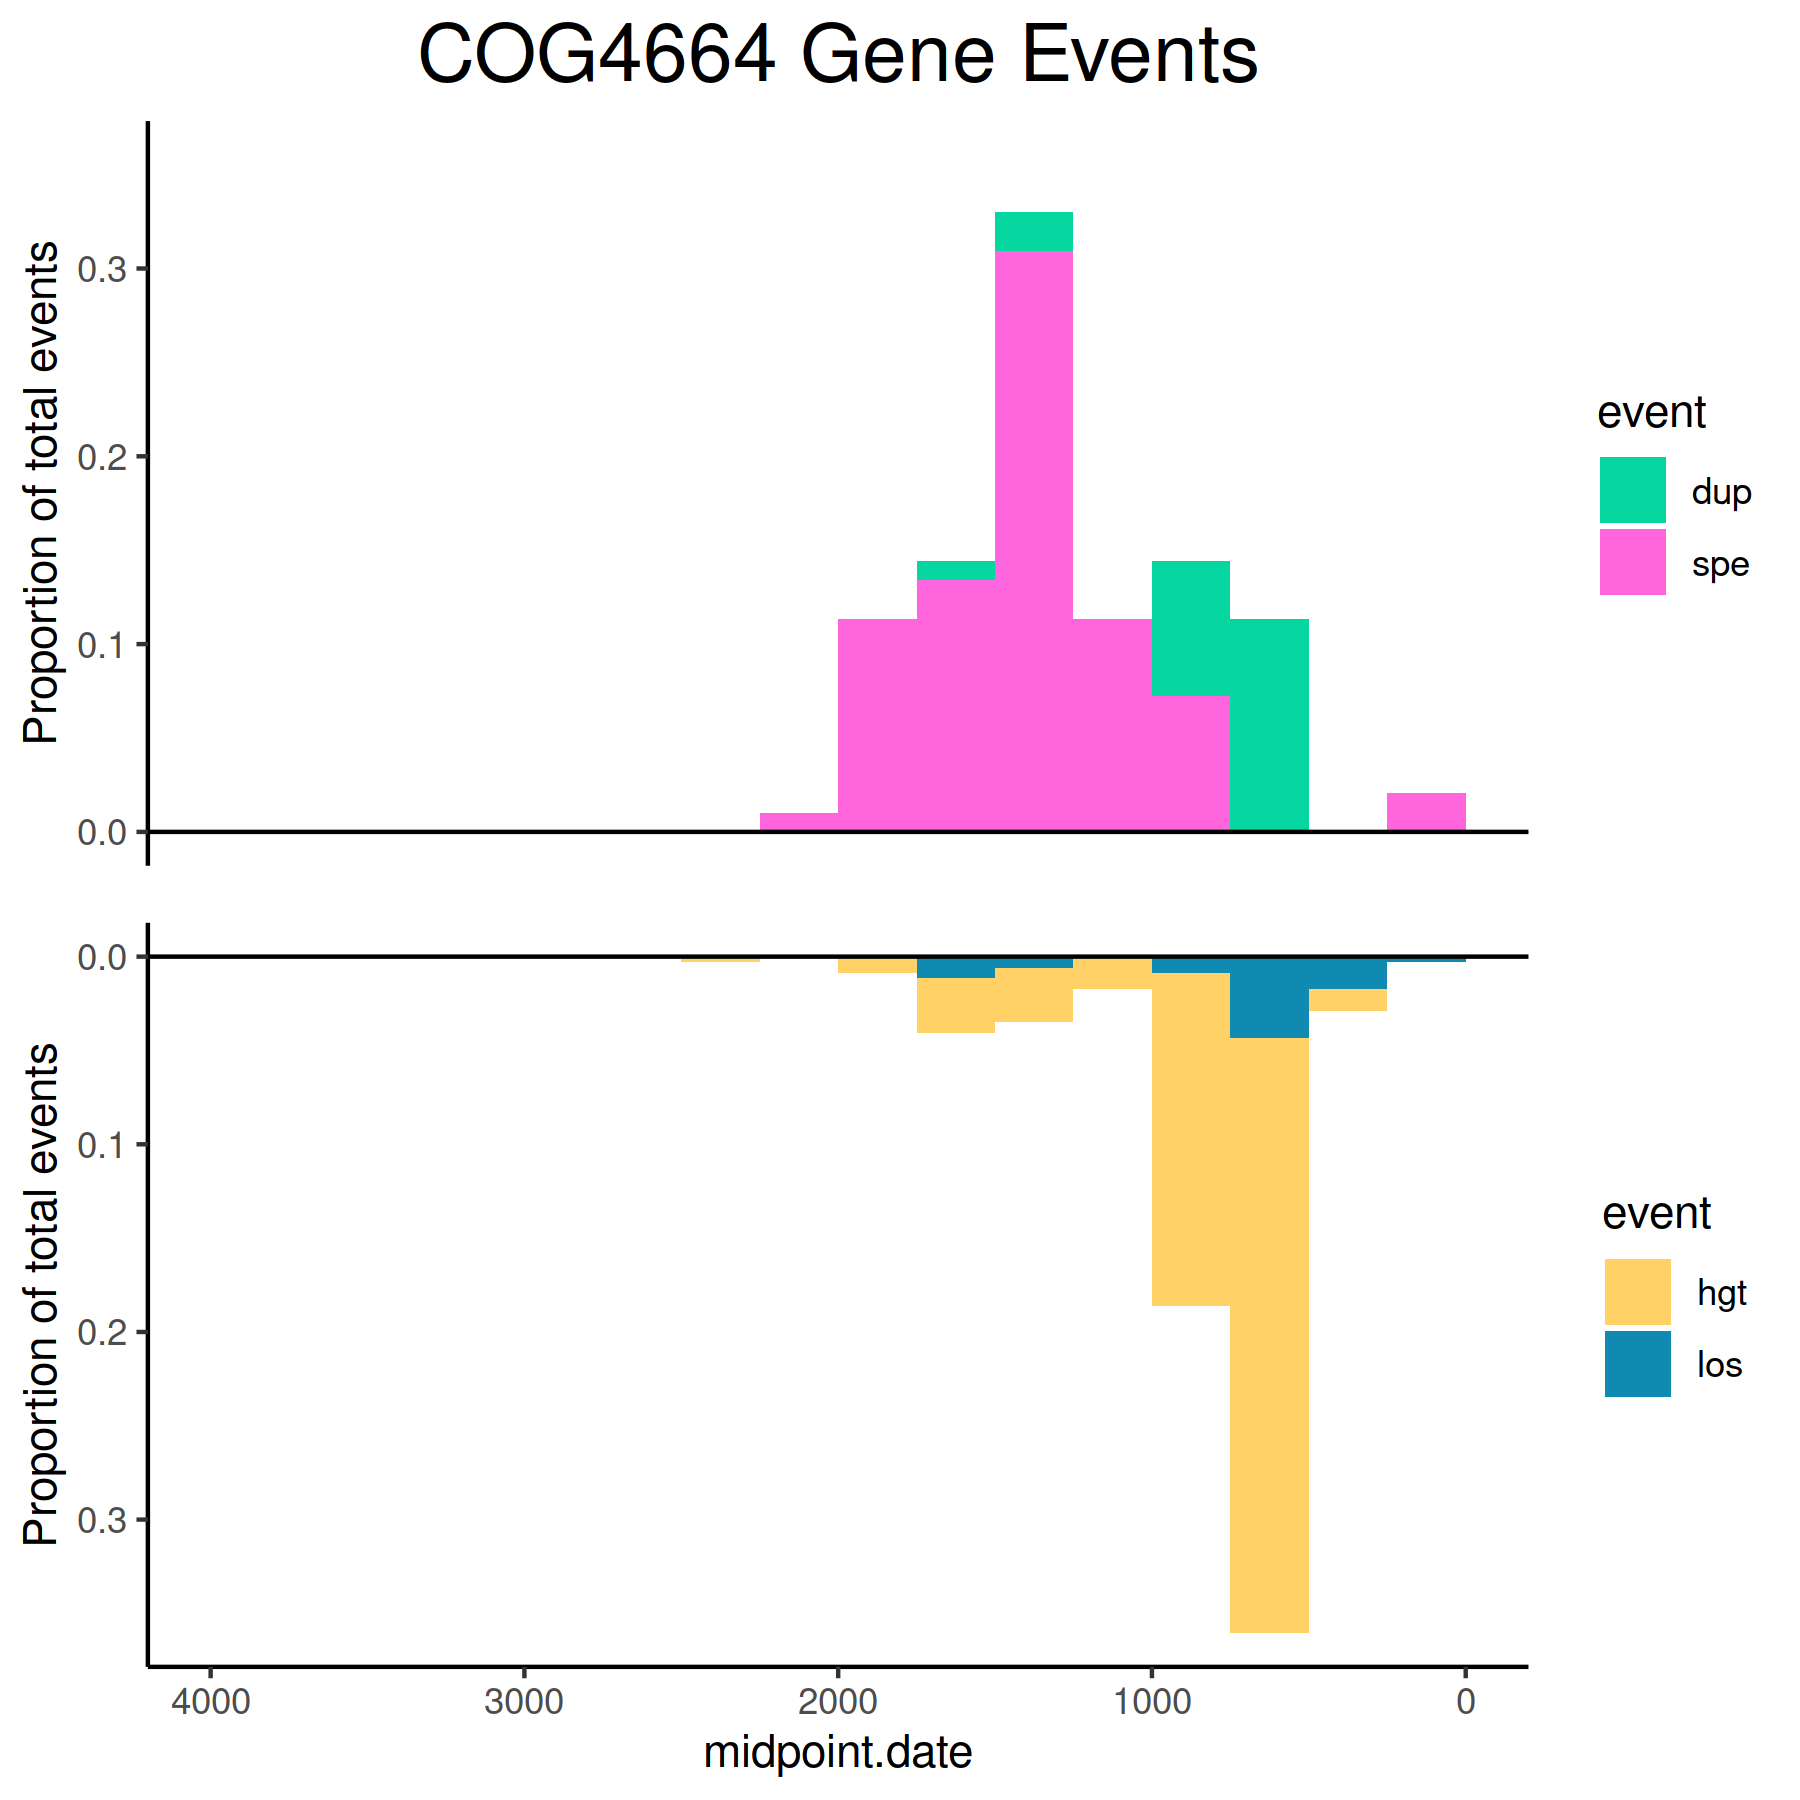 COG4664 Gene Events
Proportion of total events
0.3
0.2
0.1
0.0
event
dup
spe
Proportion of total events
0.0
0.1
0.2
0.3
event
hgt
los
4000 3000 2000 1000 0
midpoint.date